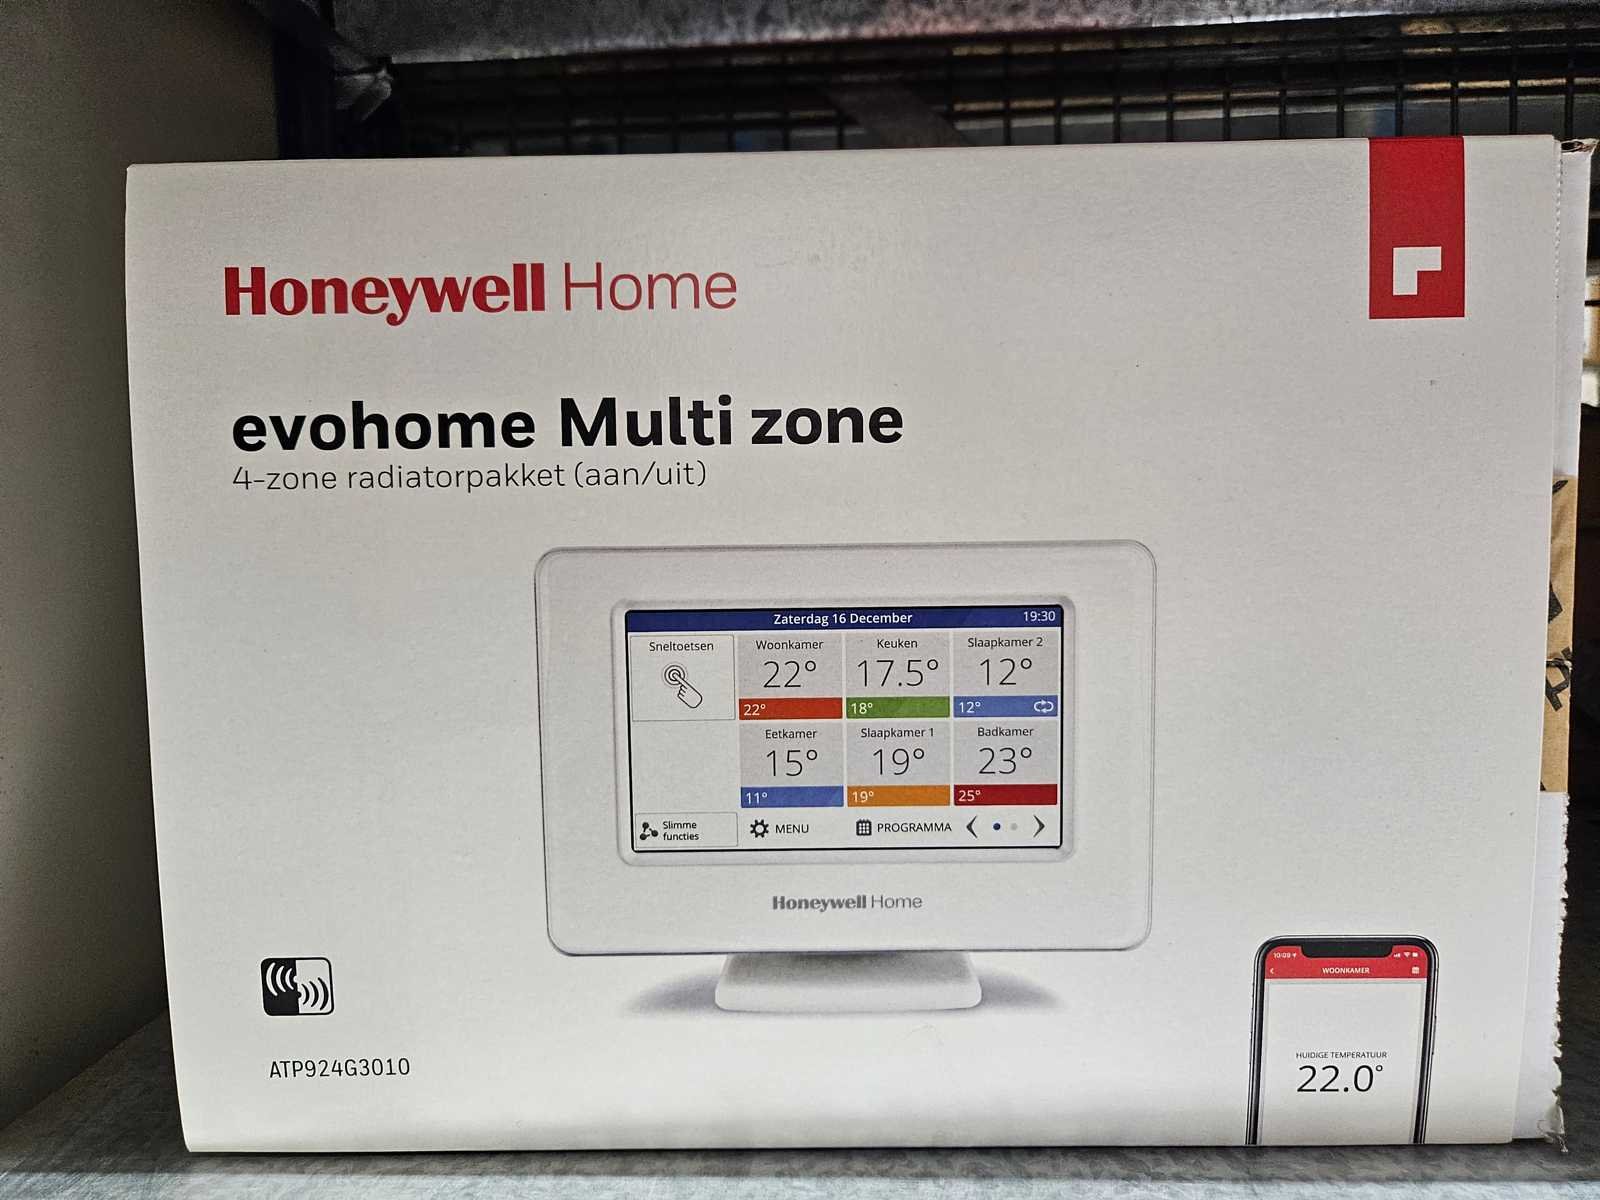 Honeywell Home
evohome Multi zone
4-zone radiatorpakket (aan/uit)
Zaterdag 16 December 19:30
Sneltoetsen
Woonkamer Keuken Slaapkamer 2
22° 17.5° 12°
22° 18° 12°
Eetkamer Slaapkamer 1 Badkamer
15° 19° 23°
11° 19° 25°
Slimme
functies
MENU PROGRAMMA
Honeywell Home
ATP924G3010
10:09
WOONKAMER
HUIDIGE TEMPERATUUR
22.0°